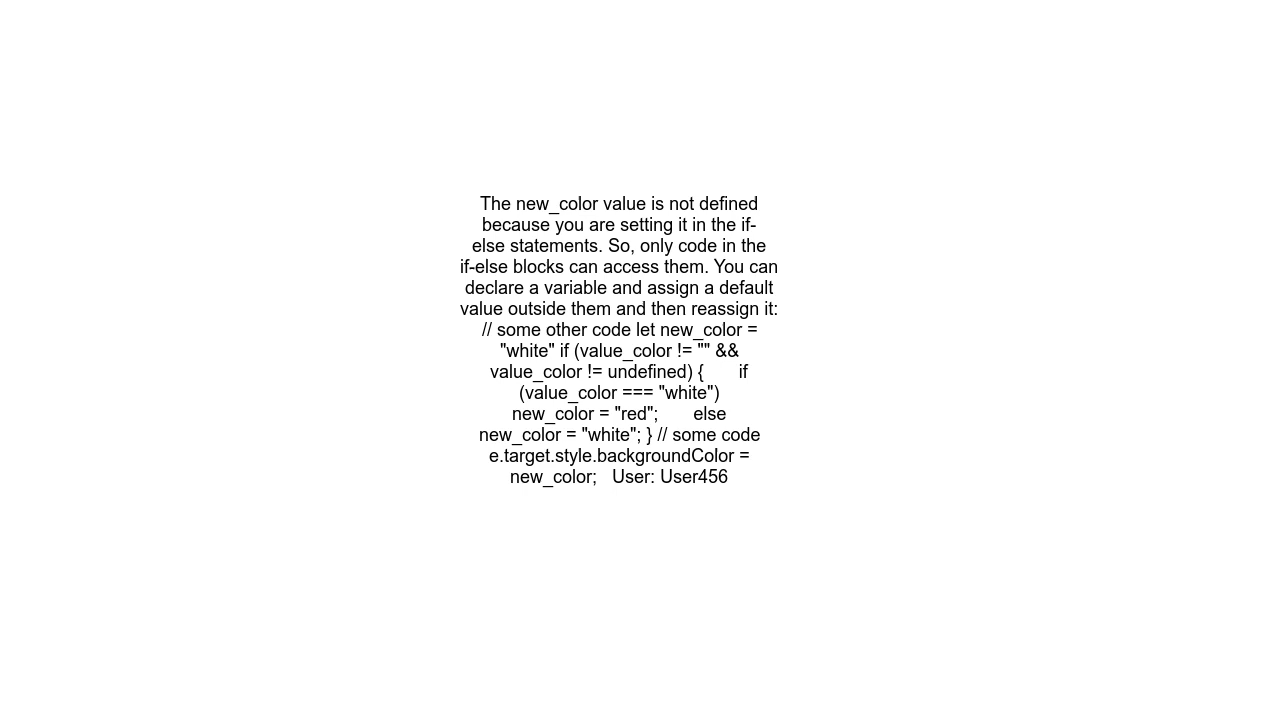 The new_color value is not defined
because you are setting it in the if-
else statements. So, only code in the
if-else blocks can access them. You can
declare a variable and assign a default
value outside them and then reassign it:
// some other code let new_color =
"white" if (value_color != "" &&
value_color != undefined) {       if
(value_color === "white")
new_color = "red";       else
new_color = "white"; } // some code
e.target.style.backgroundColor =
new_color;   User: User456